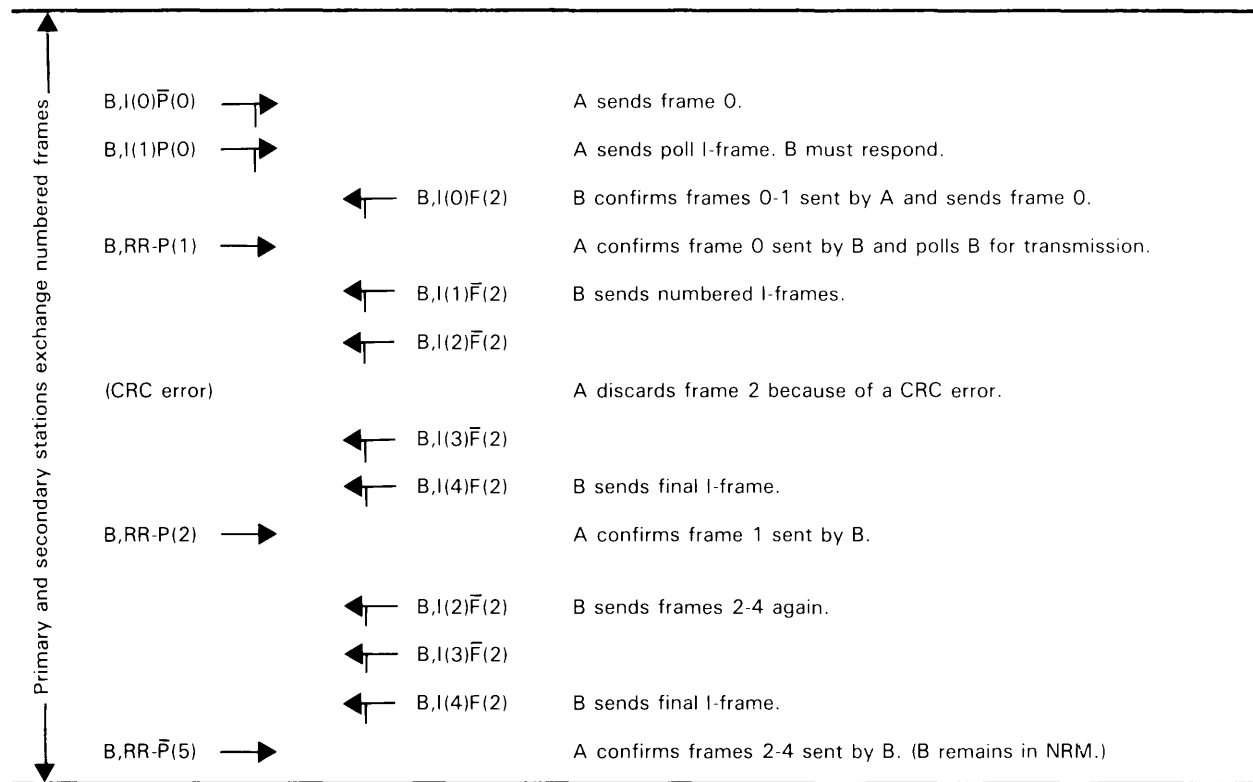 Primary and secondary stations exchange numbered frames
B,I(0)P̅(0) A sends frame 0.
B,I(1)P(0) A sends poll I-frame. B must respond.
B,I(0)F(2) B confirms frames 0-1 sent by A and sends frame 0.
B,RR-P(1) A confirms frame 0 sent by B and polls B for transmission.
B,I(1)F̅(2) B sends numbered I-frames.
B,I(2)F̅(2)
(CRC error) A discards frame 2 because of a CRC error.
B,I(3)F̅(2)
B,I(4)F(2) B sends final I-frame.
B,RR-P(2) A confirms frame 1 sent by B.
B,I(2)F̅(2) B sends frames 2-4 again.
B,I(3)F̅(2)
B,I(4)F(2) B sends final I-frame.
B,RR-P̅(5) A confirms frames 2-4 sent by B. (B remains in NRM.)